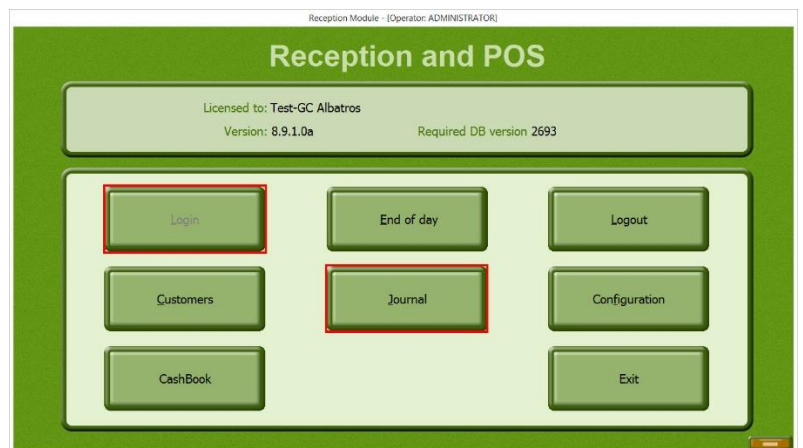 Reception Module - [Operator: ADMINISTRATOR]
Reception and POS
Licensed to: Test-GC Albatros
Version: 8.9.1.0a Required DB version 2693
Login End of day Logout
Customers Journal Configuration
CashBook Exit